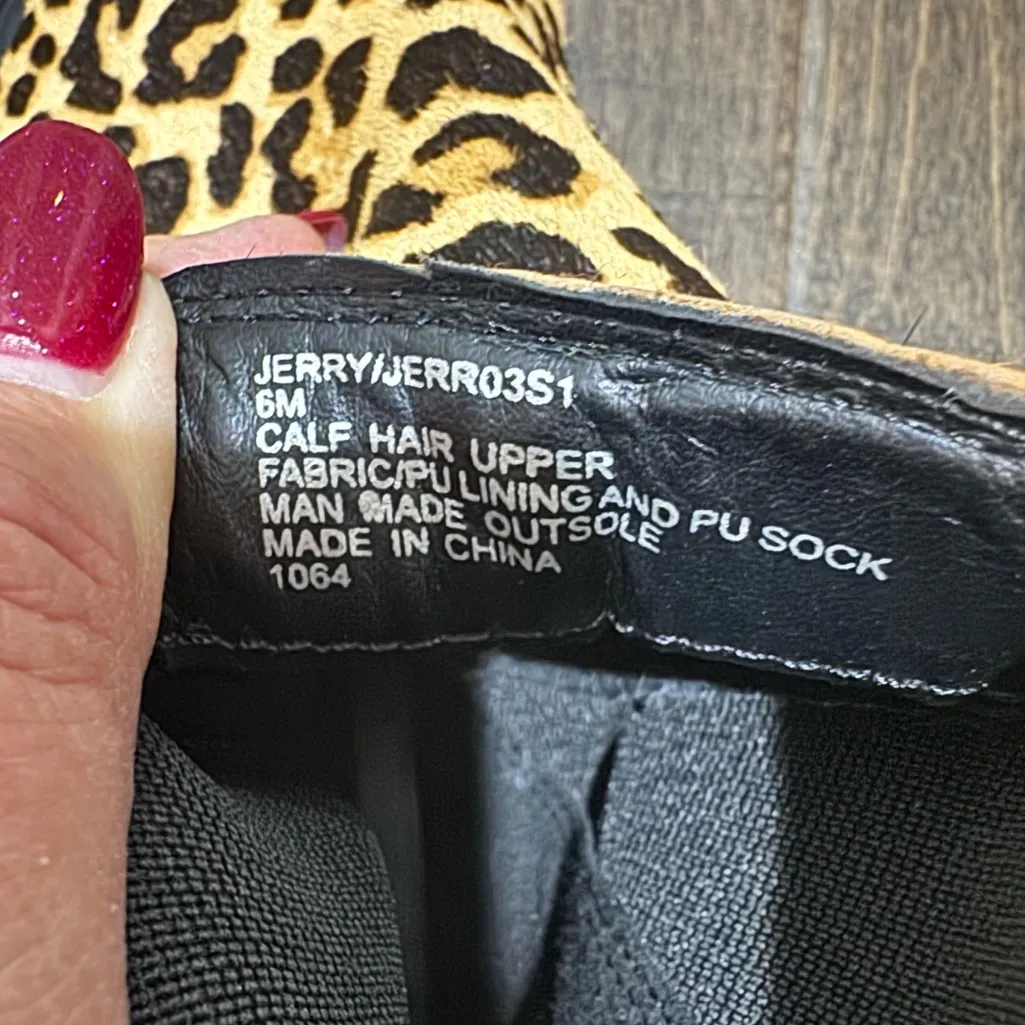 JERRY/JERR03S1
6M
CALF HAIR UPPER
FABRIC/PU LINING AND PU SOCK
MAN MADE OUTSOLE
MADE IN CHINA
1064